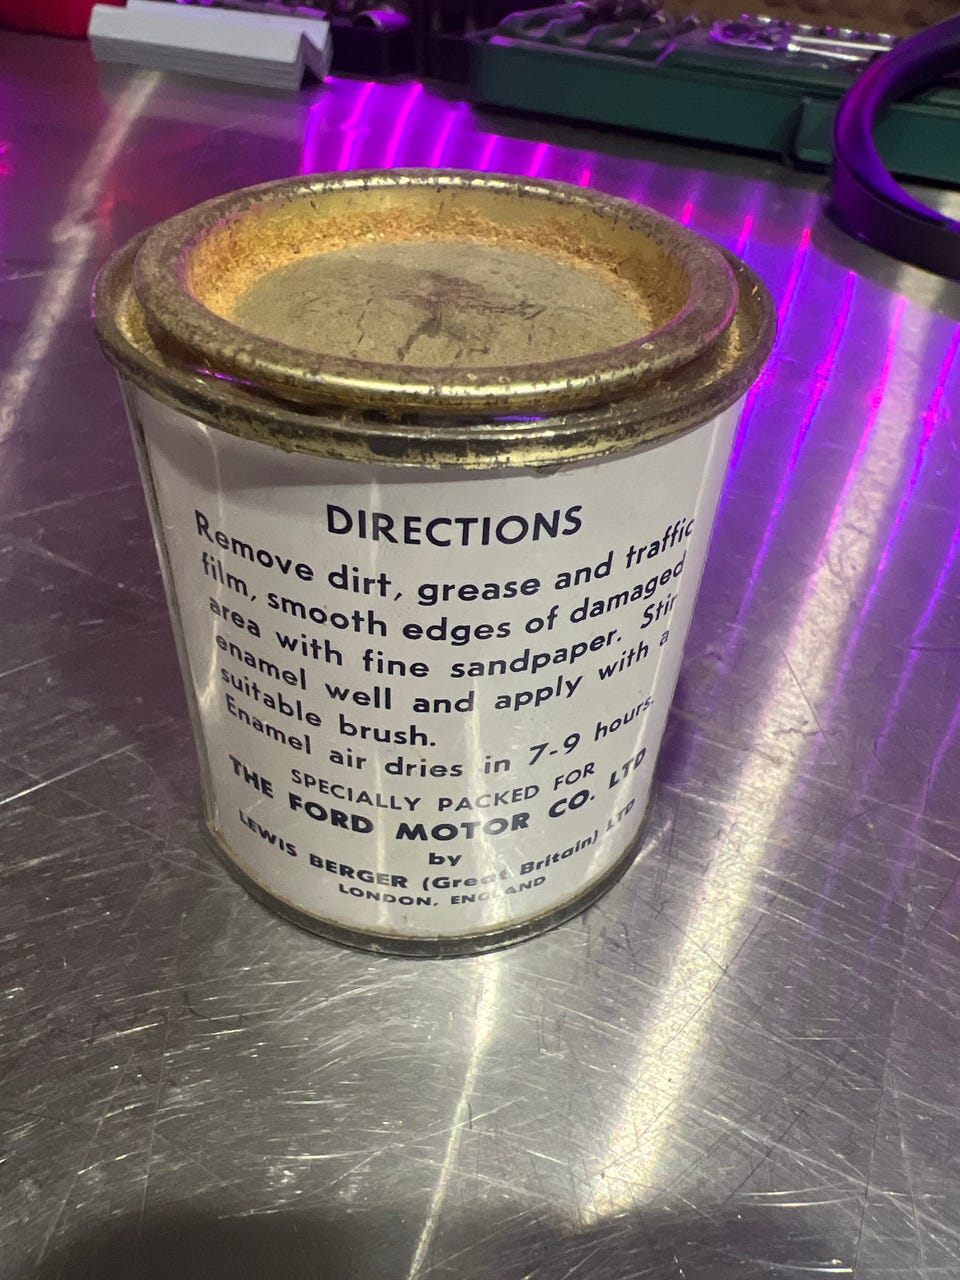 DIRECTIONS
Remove dirt, grease and traffic
film, smooth edges of damaged
area with fine sandpaper. Stir
enamel well and apply with a
suitable brush.
Enamel air dries in 7-9 hours.
SPECIALLY PACKED FOR
THE FORD MOTOR CO. LTD
by
LEWIS BERGER (Great Britain) LTD
LONDON, ENGLAND